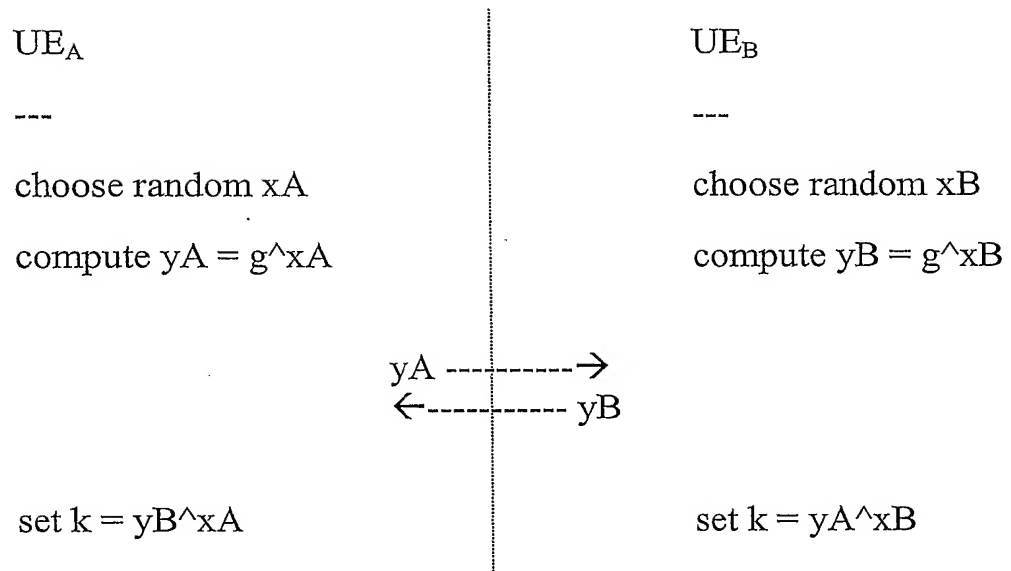 UEA
---
choose random xA
compute yA = g^xA
UEB
---
choose random xB
compute yB = g^xB
yA ----------->
<----------- yB
set k = yB^xA
set k = yA^xB